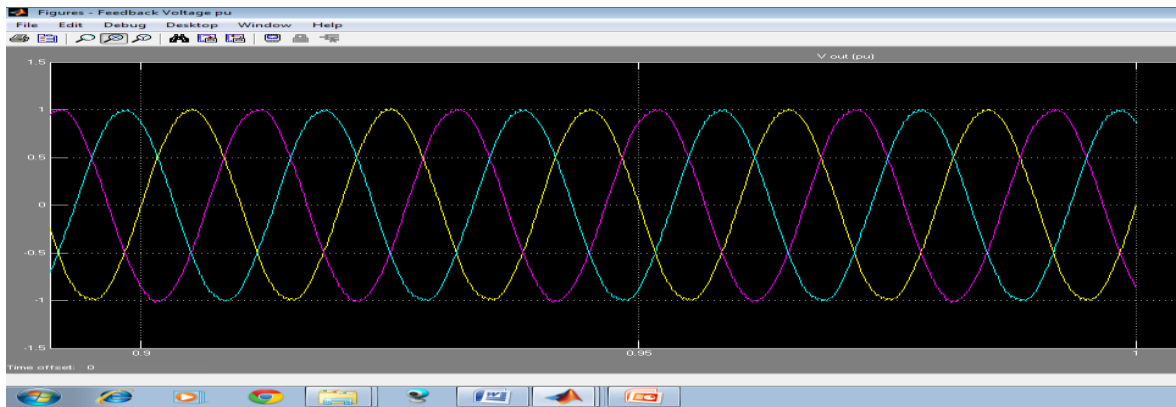 Figures - Feedback Voltage pu
File Edit Debug Desktop Window Help
V out (pu)
1.5
1
0.5
0
-0.5
-1
-1.5
0.9 0.95 1
Time offset: 0